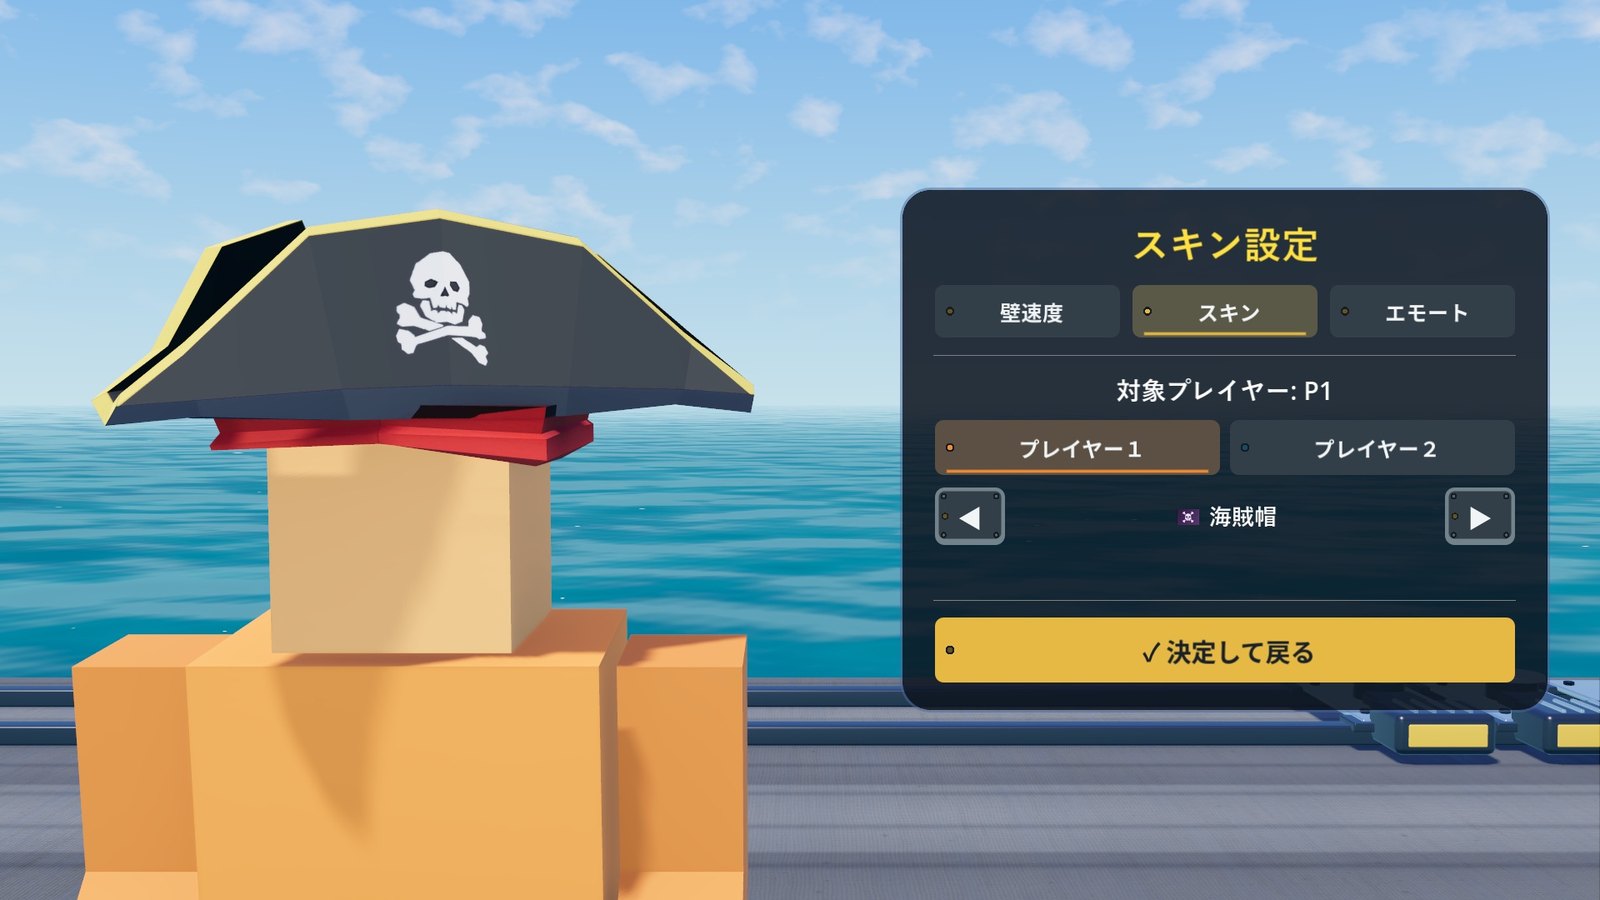 スキン設定
壁速度
スキン
エモート
対象プレイヤー: P1
プレイヤー1
プレイヤー2
◀
海賊帽
▶
✓決定して戻る